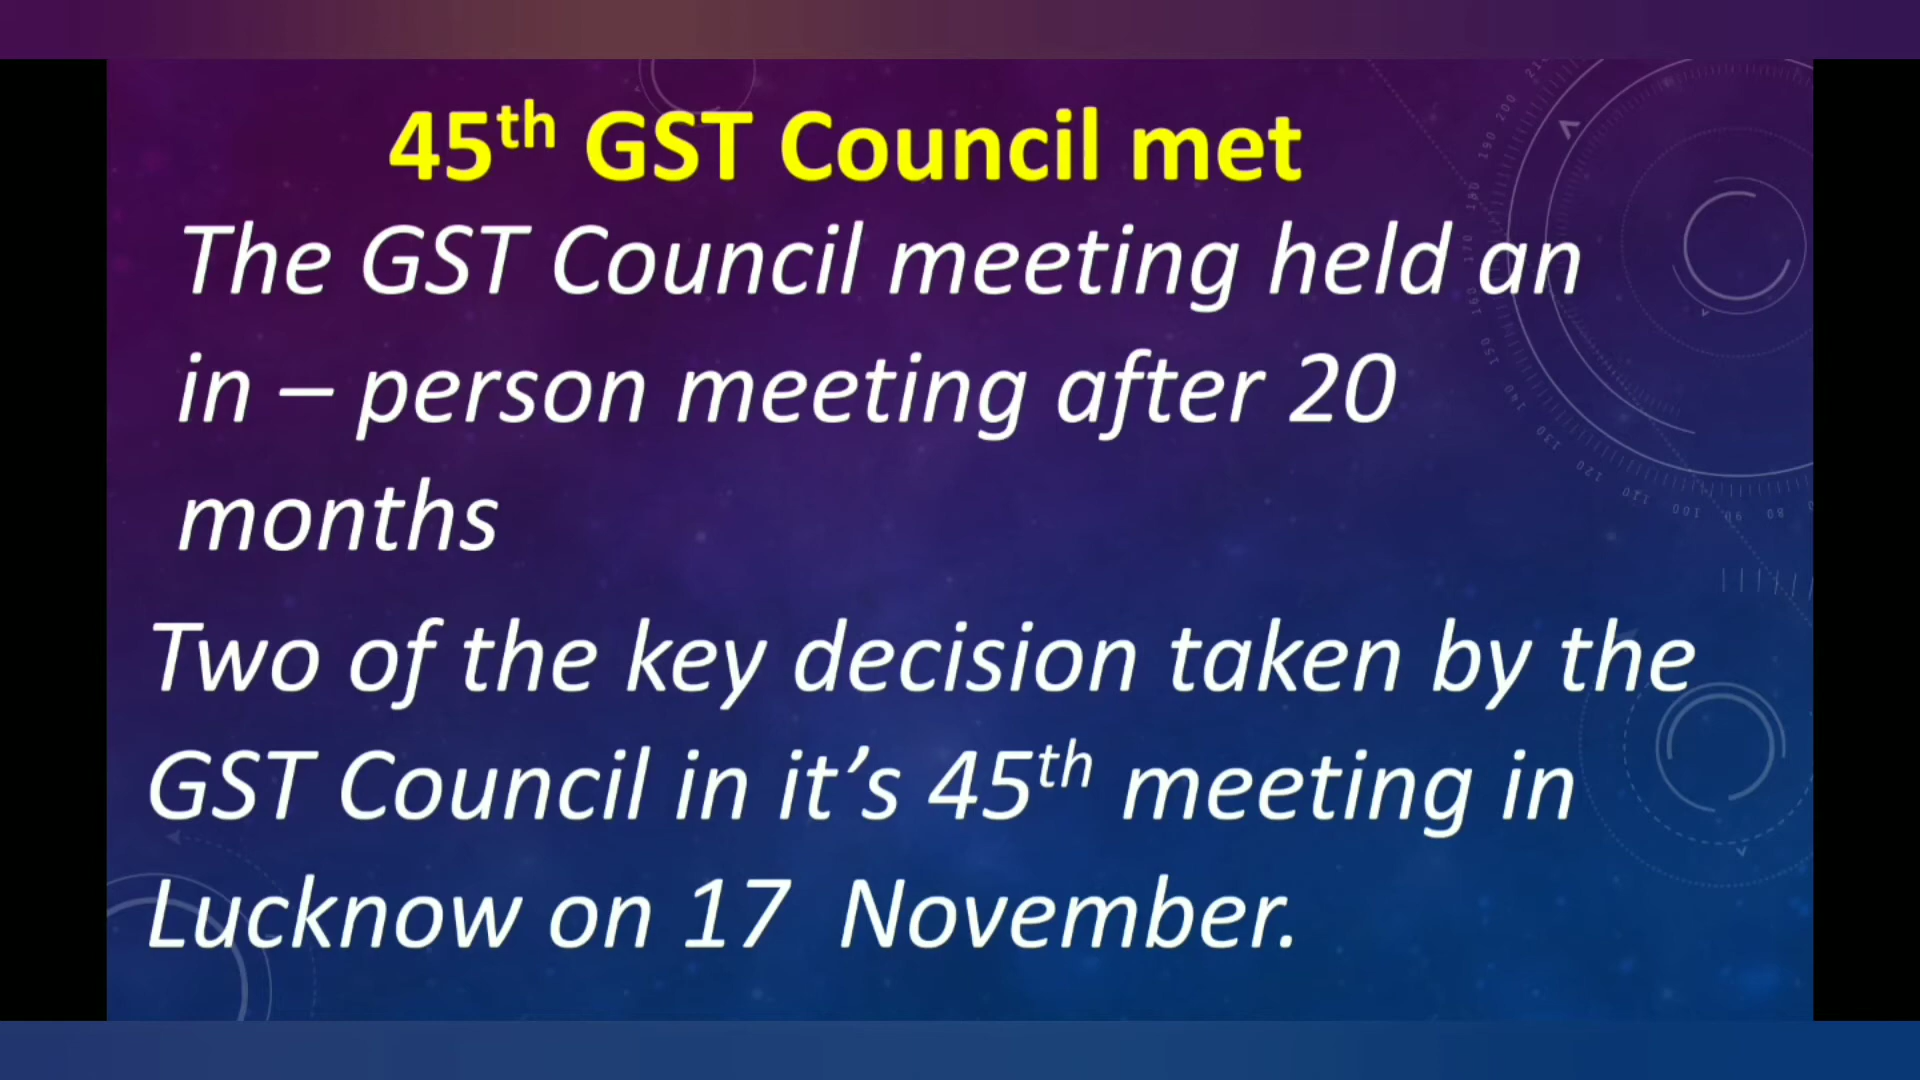 45th GST Council met
The GST Council meeting held an
in – person meeting after 20
months
Two of the key decision taken by the
GST Council in it’s 45th meeting in
Lucknow on 17 November.